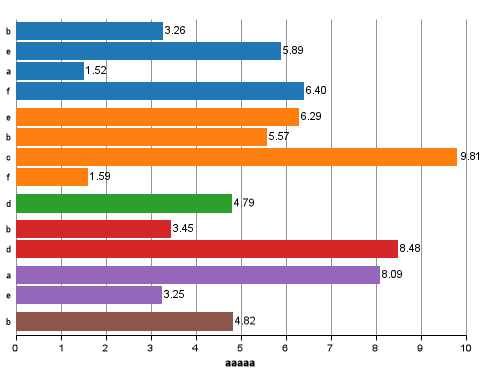 b 3.26
e 5.89
a 1.52
f 6.40
e 6.29
b 5.57
c 9.81
f 1.59
d 4.79
b 3.45
d 8.48
a 8.09
e 3.25
b 4.82
0 1 2 3 4 5 6 7 8 9 10
aaaaa